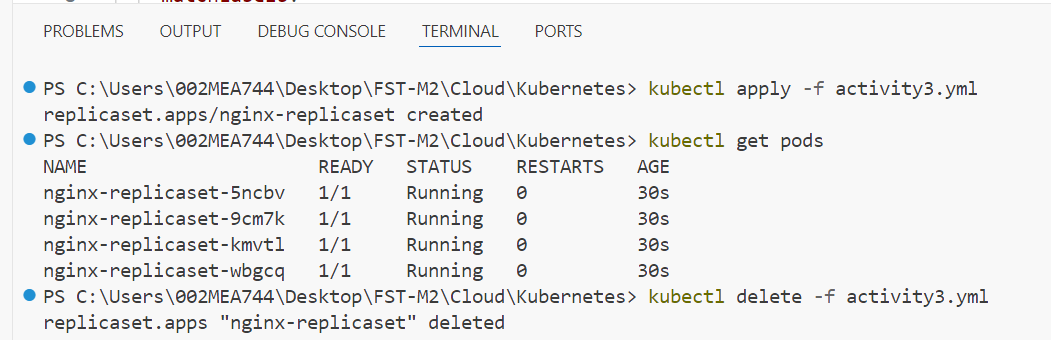 PROBLEMS OUTPUT DEBUG CONSOLE TERMINAL PORTS
PS C:\Users\002MEA744\Desktop\FST-M2\Cloud\Kubernetes> kubectl apply -f activity3.yml
replicaset.apps/nginx-replicaset created
PS C:\Users\002MEA744\Desktop\FST-M2\Cloud\Kubernetes> kubectl get pods
NAME READY STATUS RESTARTS AGE
nginx-replicaset-5ncbv 1/1 Running 0 30s
nginx-replicaset-9cm7k 1/1 Running 0 30s
nginx-replicaset-kmvtl 1/1 Running 0 30s
nginx-replicaset-wbgcq 1/1 Running 0 30s
PS C:\Users\002MEA744\Desktop\FST-M2\Cloud\Kubernetes> kubectl delete -f activity3.yml
replicaset.apps "nginx-replicaset" deleted